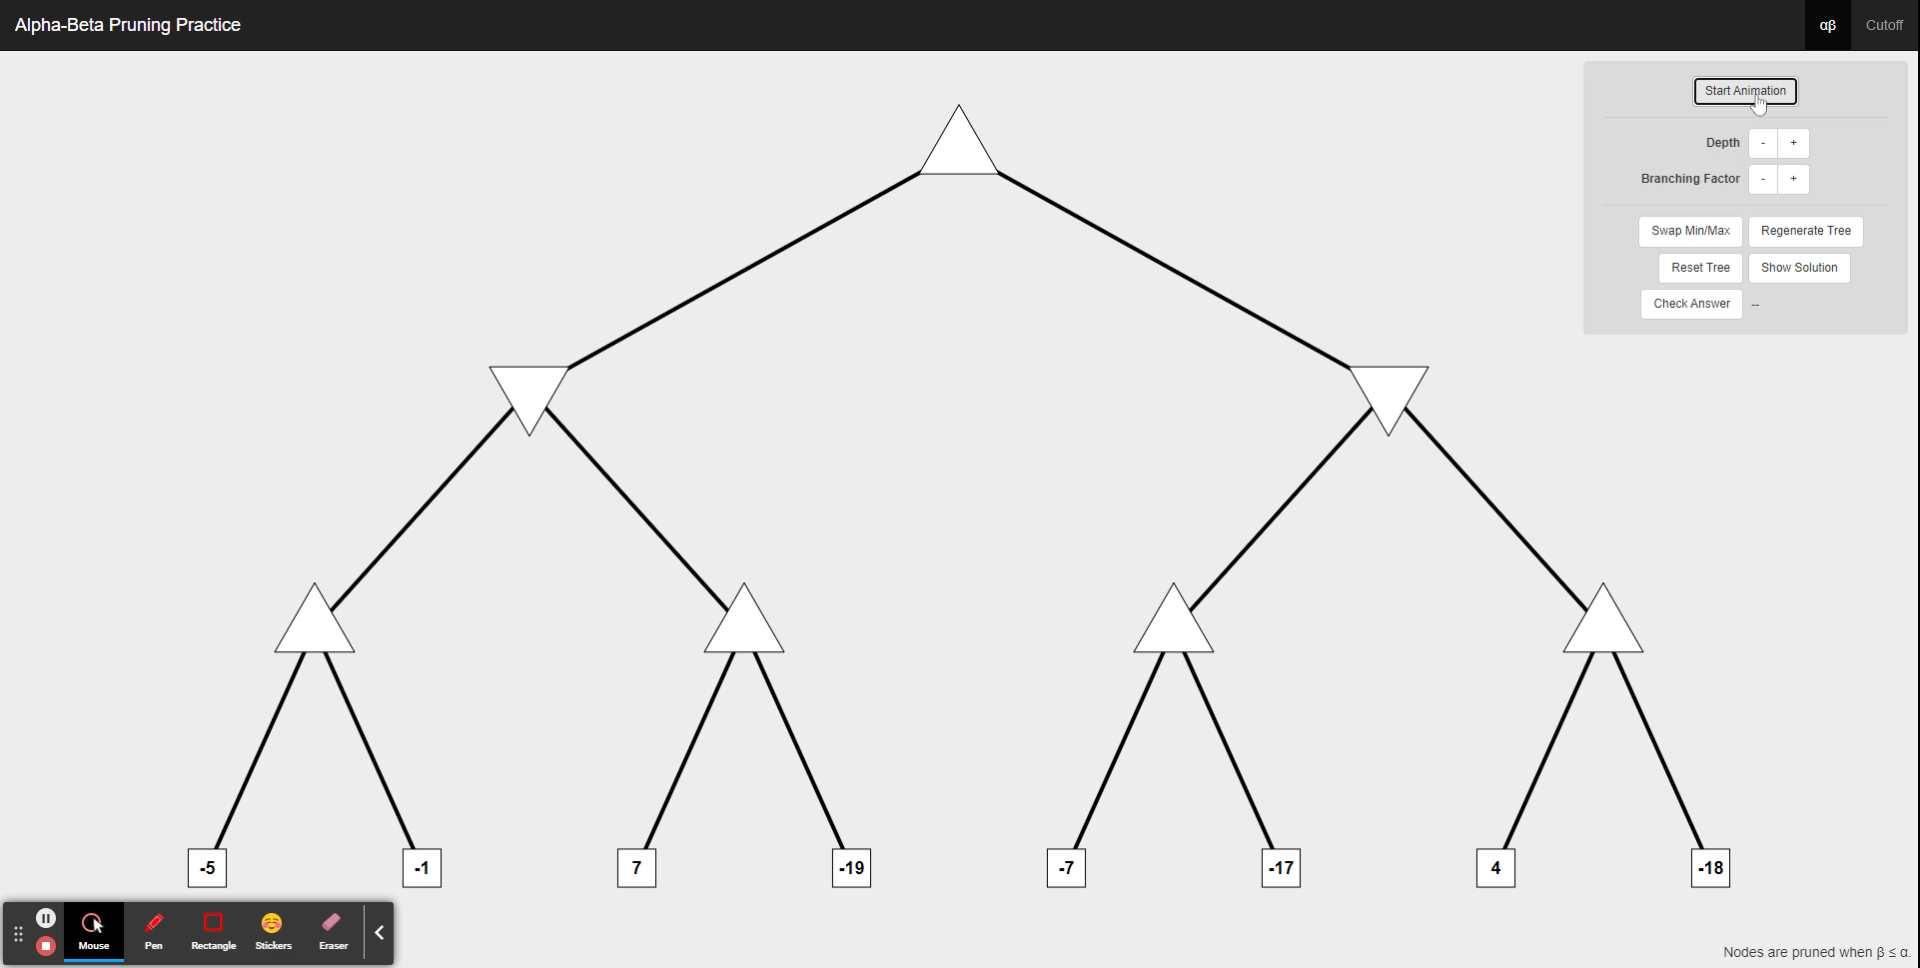 Alpha-Beta Pruning Practice
αβ
Cutoff
Start Animation
Depth - +
Branching Factor - +
Swap Min/Max Regenerate Tree
Reset Tree Show Solution
Check Answer --
-5 -1 7 -19 -7 -17 4 -18
Mouse Pen Rectangle Stickers Eraser
Nodes are pruned when β ≤ α.